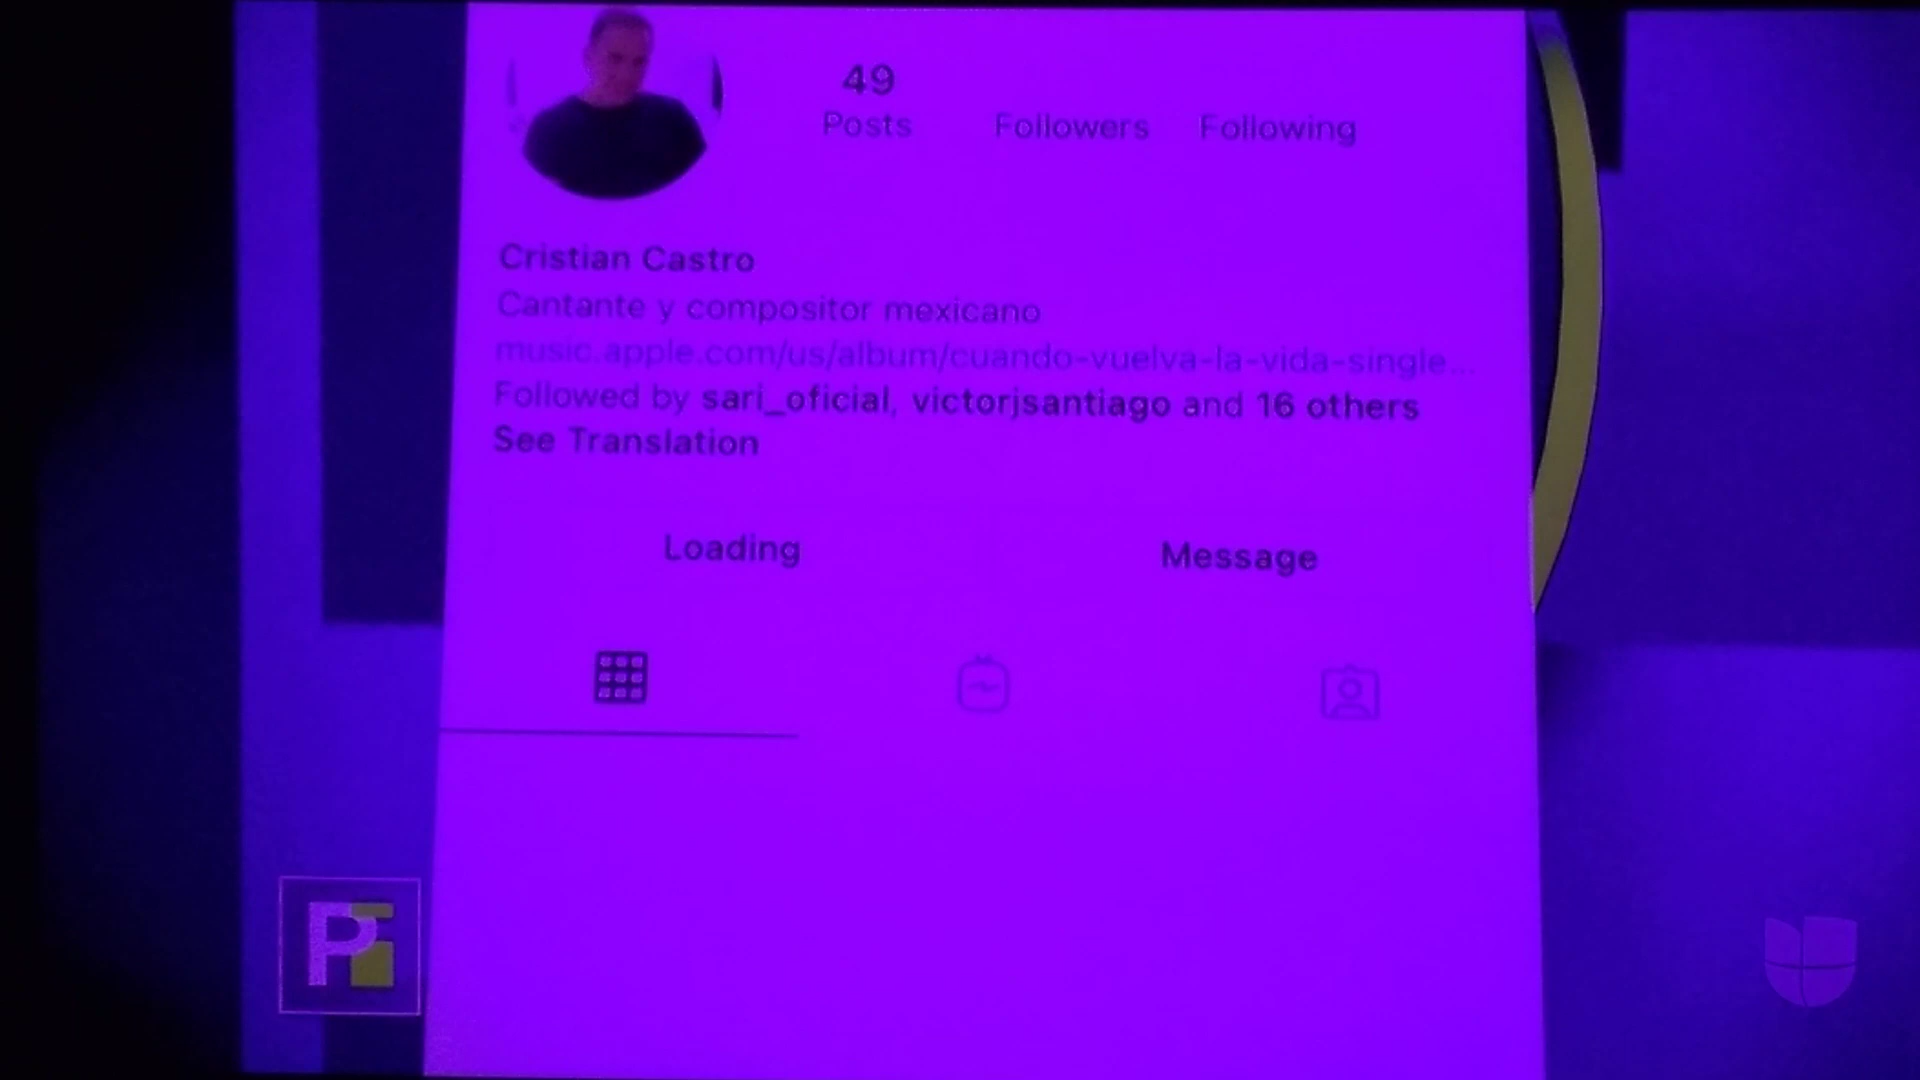 49
Posts Followers Following
Cristian Castro
Cantante y compositor mexicano
music.apple.com/us/album/cuando-vuelva-la-vida-single...
Followed by sari_oficial, victorjsantiago and 16 others
See Translation
Loading Message